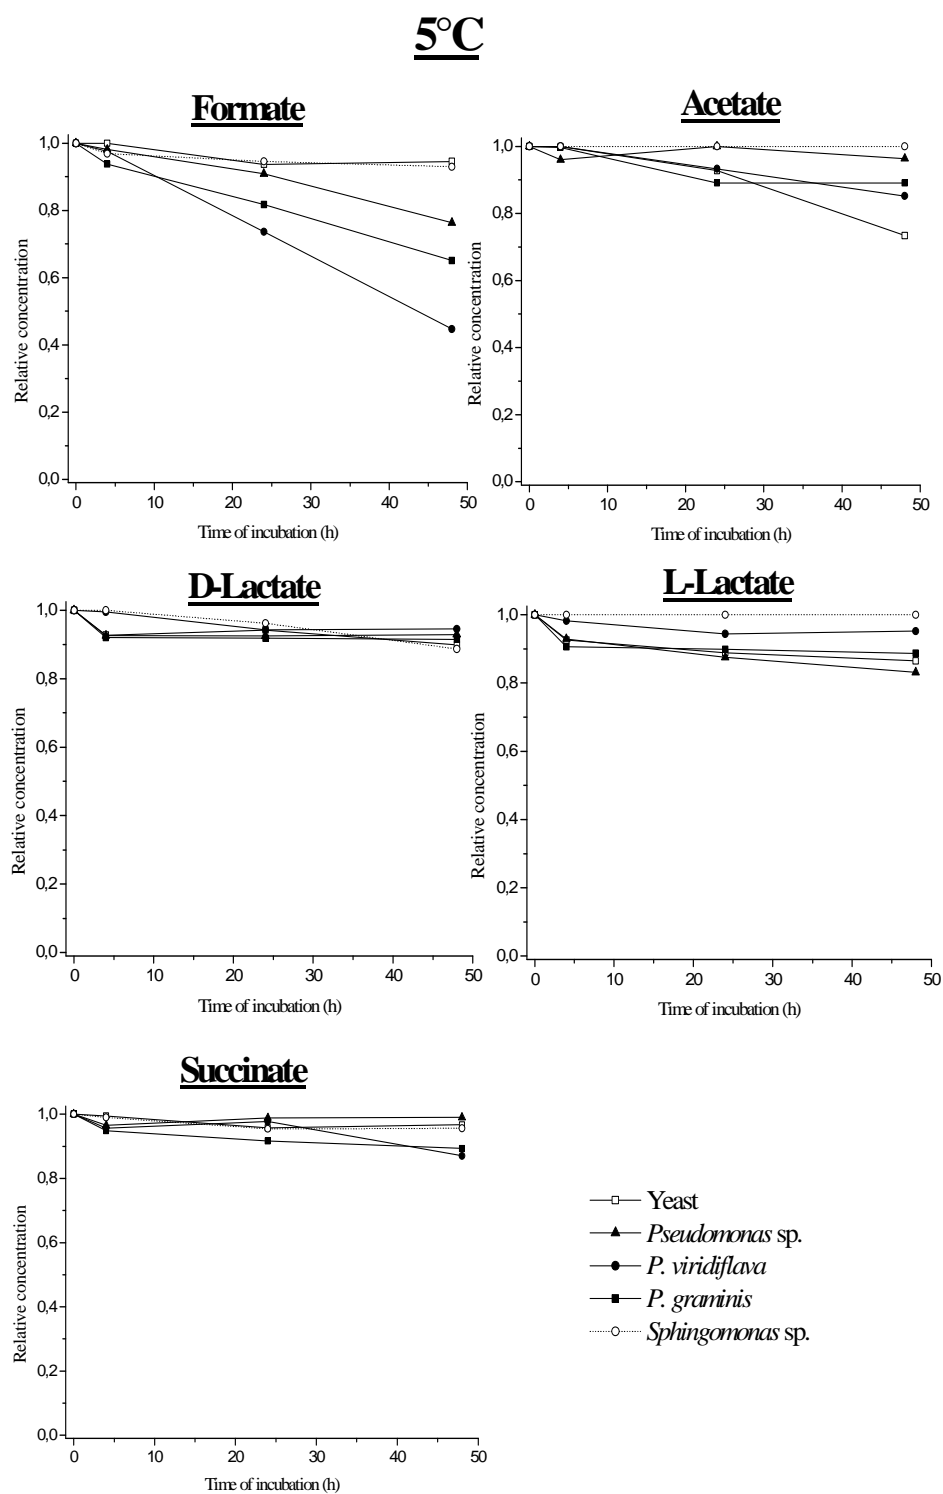 5°C
Formate
1,0
0,8
0,6
0,4
0,2
0,0
Relative concentration
0 10 20 30 40 50
Time of incubation (h)
Acetate
1,0
0,8
0,6
0,4
0,2
0,0
Relative concentration
0 10 20 30 40 50
Time of incubation (h)
D-Lactate
1,0
0,8
0,6
0,4
0,2
0,0
Relative concentration
0 10 20 30 40 50
Time of incubation (h)
L-Lactate
1,0
0,8
0,6
0,4
0,2
0,0
Relative concentration
0 10 20 30 40 50
Time of incubation (h)
Succinate
1,0
0,8
0,6
0,4
0,2
0,0
Relative concentration
0 10 20 30 40 50
Time of incubation (h)
Yeast
Pseudomonas sp.
P. viridiflava
P. graminis
Sphingomonas sp.